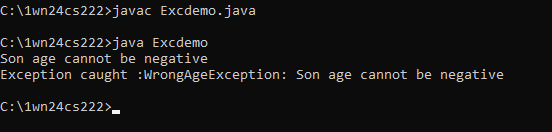 C:\1wn24cs222>javac Excdemo.java
C:\1wn24cs222>java Excdemo
Son age cannot be negative
Exception caught :WrongAgeException: Son age cannot be negative
C:\1wn24cs222>